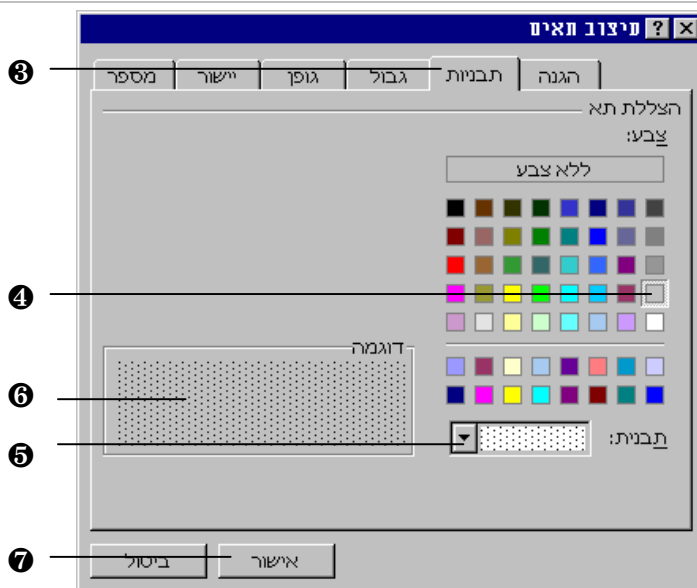 מיצוב תאים
❸
הגנה תבניות גבול גופן יישור מספר
הצללת תא
צבע:
ללא צבע
❹
דוגמה
❻
❺
תבנית:
❼
אישור ביטול